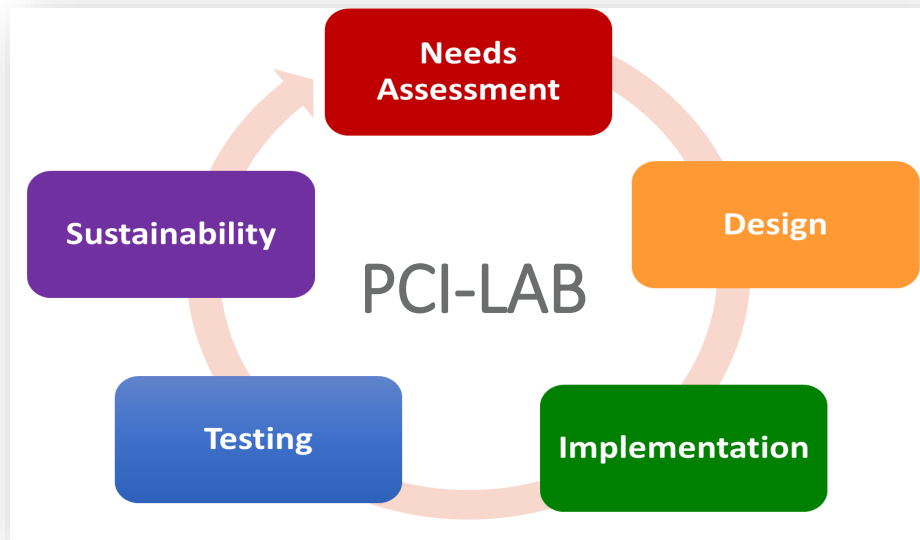 Needs
Assessment
Design
Implementation
Testing
Sustainability
PCI-LAB